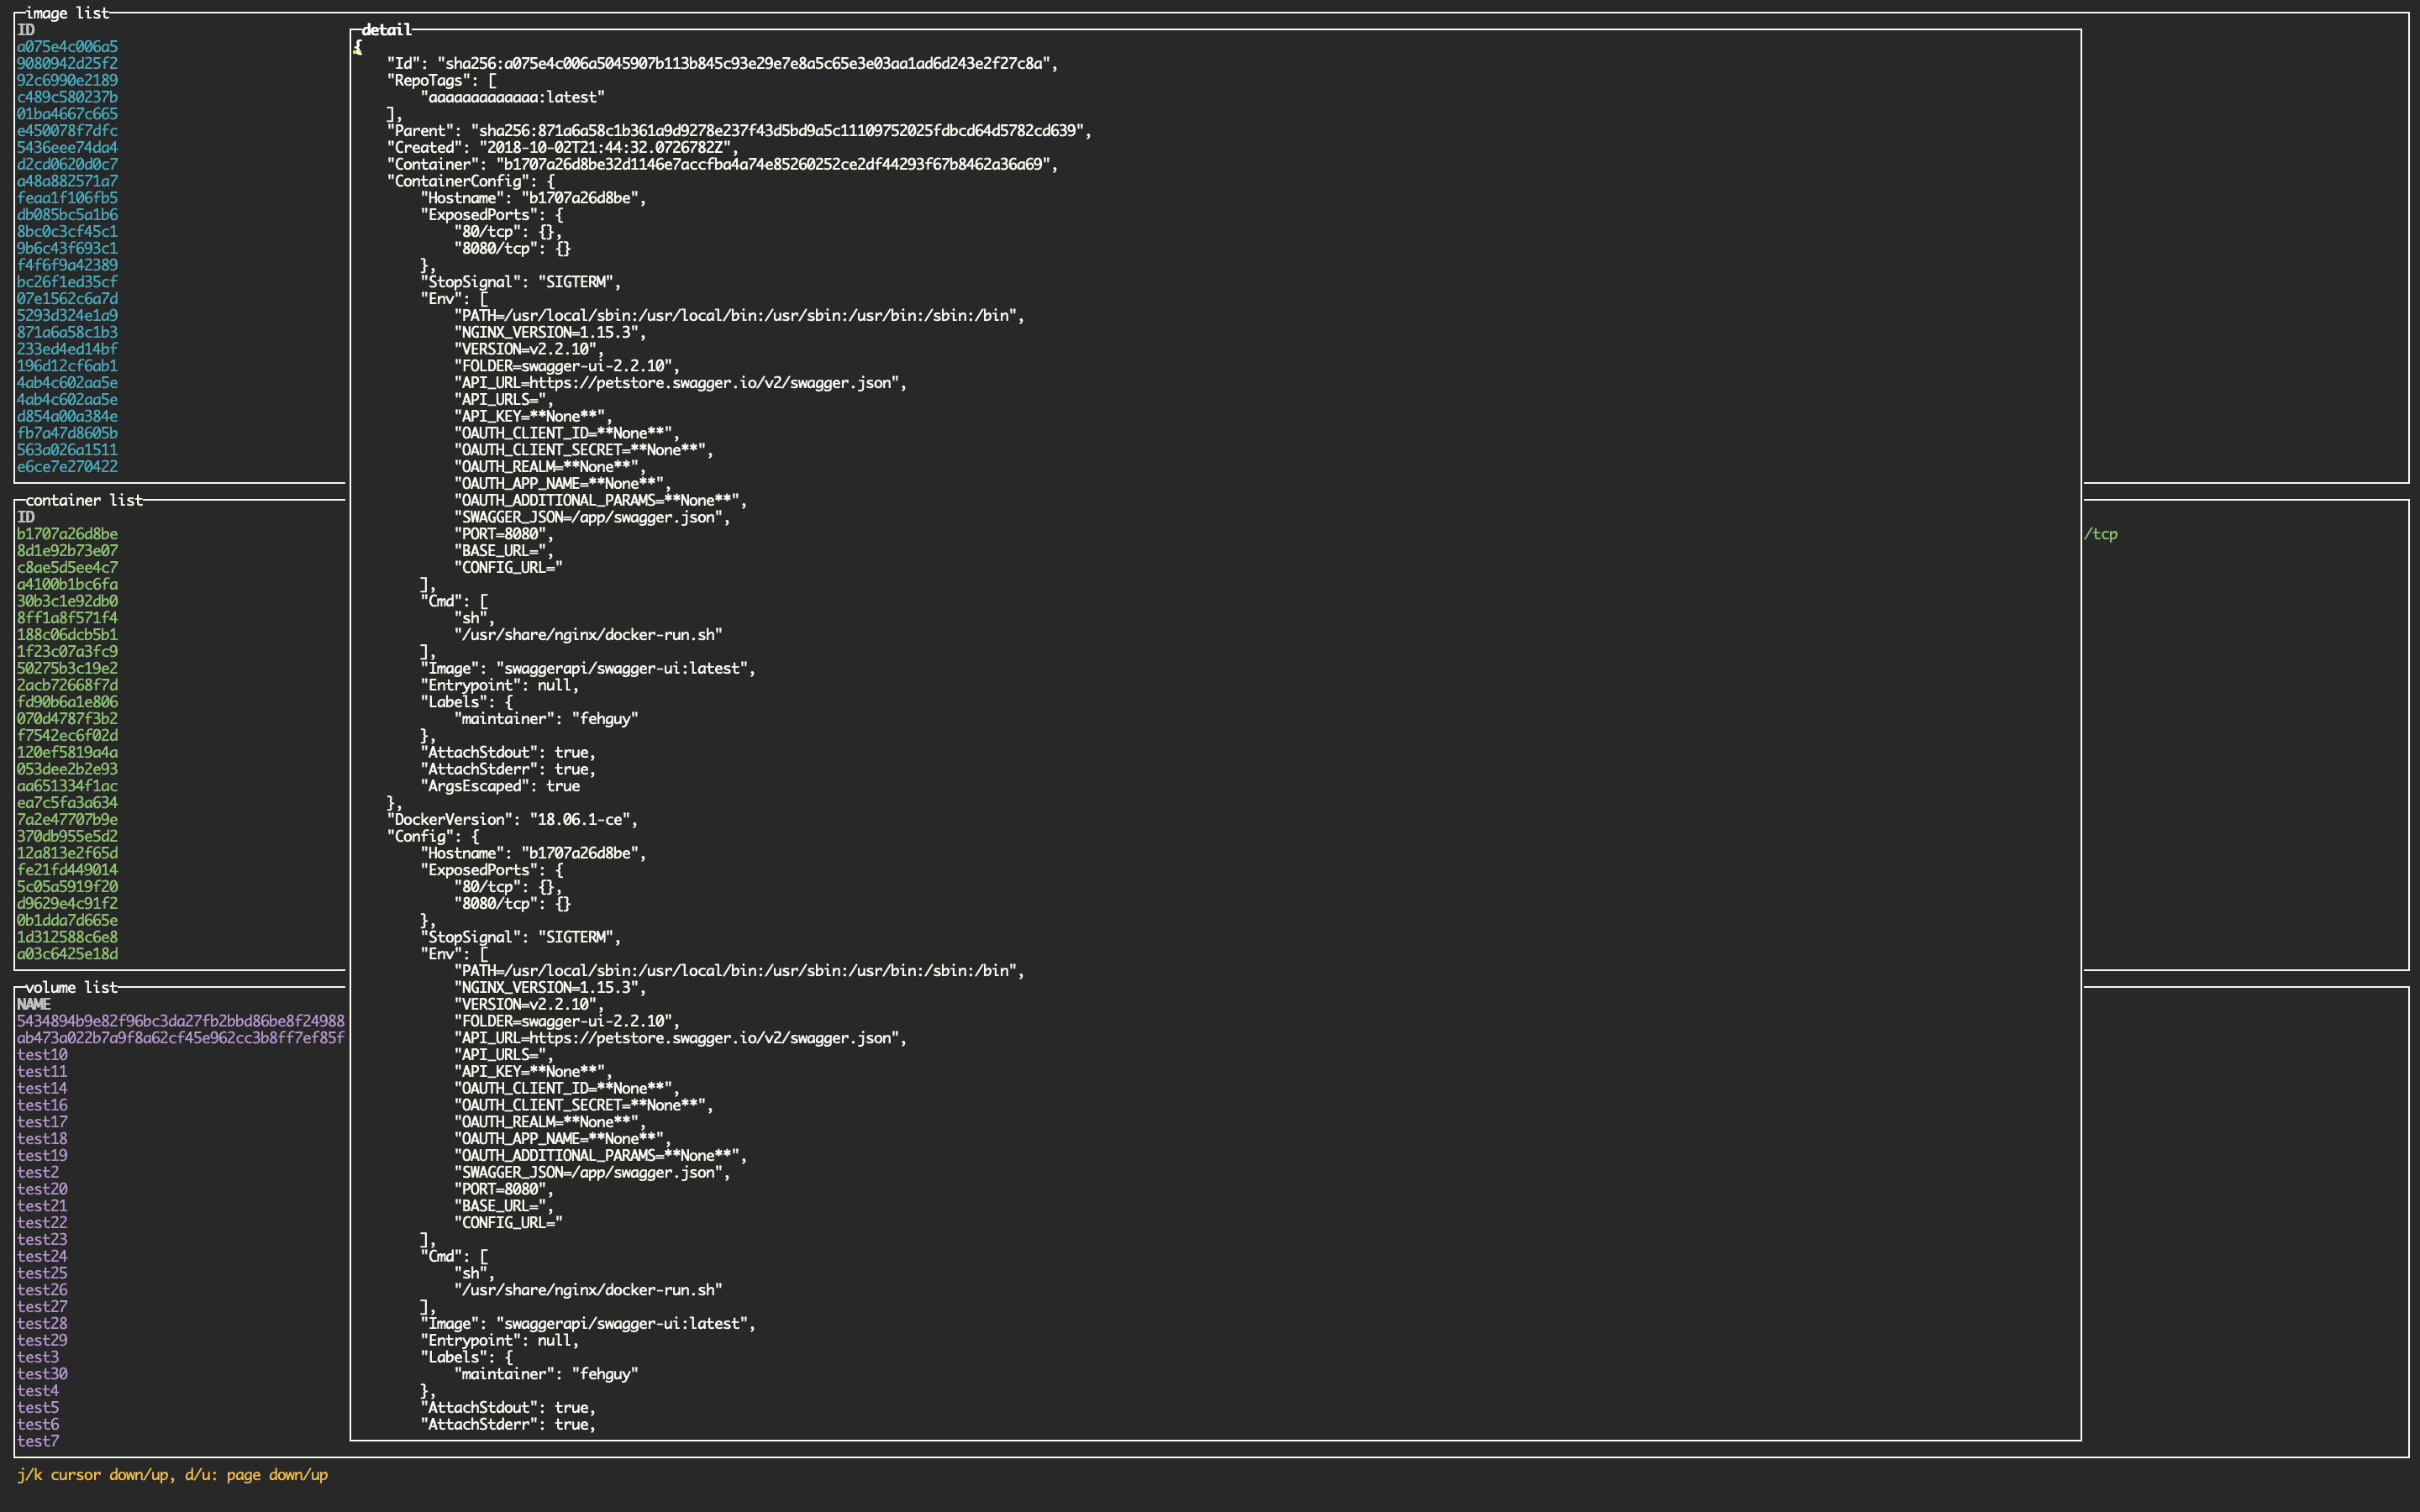 image list
ID
a075e4c006a5
9080942d25f2
92c6990e2189
c489c580237b
01ba4667c665
e450078f7dfc
5436eee74da4
d2cd0620d0c7
a48a882571a7
feaa1f106fb5
db085bc5a1b6
8bc0c3cf45c1
9b6c43f693c1
f4f6f9a42389
bc26f1ed35cf
07e1562c6a7d
5293d324e1a9
871a6a58c1b3
233ed4ed14bf
196d12cf6ab1
4ab4c602aa5e
4ab4c602aa5e
d854a00a384e
fb7a47d8605b
563a026a1511
e6ce7e270422
container list
ID
b1707a26d8be
8d1e92b73e07
c8ae5d5ee4c7
a4100b1bc6fa
30b3c1e92db0
8ff1a8f571f4
188c06dcb5b1
1f23c07a3fc9
50275b3c19e2
2acb72668f7d
fd90b6a1e806
070d4787f3b2
f7542ec6f02d
120ef5819a4a
053dee2b2e93
aa651334f1ac
ea7c5fa3a634
7a2e47707b9e
370db955e5d2
12a813e2f65d
fe21fd449014
5c05a5919f20
d9629e4c91f2
0b1dda7d665e
1d312588c6e8
a03c6425e18d
volume list
NAME
5434894b9e82f96bc3da27fb2bbd86be8f24988
ab473a022b7a9f8a62cf45e962cc3b8ff7ef85f
test10
test11
test14
test16
test17
test18
test19
test2
test20
test21
test22
test23
test24
test25
test26
test27
test28
test29
test3
test30
test4
test5
test6
test7
detail
{
    "Id": "sha256:a075e4c006a5045907b113b845c93e29e7e8a5c65e3e03aa1ad6d243e2f27c8a",
    "RepoTags": [
        "aaaaaaaaaaaaa:latest"
    ],
    "Parent": "sha256:871a6a58c1b361a9d9278e237f43d5bd9a5c11109752025fdbcd64d5782cd639",
    "Created": "2018-10-02T21:44:32.0726782Z",
    "Container": "b1707a26d8be32d1146e7accfba4a74e85260252ce2df44293f67b8462a36a69",
    "ContainerConfig": {
        "Hostname": "b1707a26d8be",
        "ExposedPorts": {
            "80/tcp": {},
            "8080/tcp": {}
        },
        "StopSignal": "SIGTERM",
        "Env": [
            "PATH=/usr/local/sbin:/usr/local/bin:/usr/sbin:/usr/bin:/sbin:/bin",
            "NGINX_VERSION=1.15.3",
            "VERSION=v2.2.10",
            "FOLDER=swagger-ui-2.2.10",
            "API_URL=https://petstore.swagger.io/v2/swagger.json",
            "API_URLS=",
            "API_KEY=**None**",
            "OAUTH_CLIENT_ID=**None**",
            "OAUTH_CLIENT_SECRET=**None**",
            "OAUTH_REALM=**None**",
            "OAUTH_APP_NAME=**None**",
            "OAUTH_ADDITIONAL_PARAMS=**None**",
            "SWAGGER_JSON=/app/swagger.json",
            "PORT=8080",
            "BASE_URL=",
            "CONFIG_URL="
        ],
        "Cmd": [
            "sh",
            "/usr/share/nginx/docker-run.sh"
        ],
        "Image": "swaggerapi/swagger-ui:latest",
        "Entrypoint": null,
        "Labels": {
            "maintainer": "fehguy"
        },
        "AttachStdout": true,
        "AttachStderr": true,
        "ArgsEscaped": true
    },
    "DockerVersion": "18.06.1-ce",
    "Config": {
        "Hostname": "b1707a26d8be",
        "ExposedPorts": {
            "80/tcp": {},
            "8080/tcp": {}
        },
        "StopSignal": "SIGTERM",
        "Env": [
            "PATH=/usr/local/sbin:/usr/local/bin:/usr/sbin:/usr/bin:/sbin:/bin",
            "NGINX_VERSION=1.15.3",
            "VERSION=v2.2.10",
            "FOLDER=swagger-ui-2.2.10",
            "API_URL=https://petstore.swagger.io/v2/swagger.json",
            "API_URLS=",
            "API_KEY=**None**",
            "OAUTH_CLIENT_ID=**None**",
            "OAUTH_CLIENT_SECRET=**None**",
            "OAUTH_REALM=**None**",
            "OAUTH_APP_NAME=**None**",
            "OAUTH_ADDITIONAL_PARAMS=**None**",
            "SWAGGER_JSON=/app/swagger.json",
            "PORT=8080",
            "BASE_URL=",
            "CONFIG_URL="
        ],
        "Cmd": [
            "sh",
            "/usr/share/nginx/docker-run.sh"
        ],
        "Image": "swaggerapi/swagger-ui:latest",
        "Entrypoint": null,
        "Labels": {
            "maintainer": "fehguy"
        },
        "AttachStdout": true,
        "AttachStderr": true,
/tcp
j/k cursor down/up, d/u: page down/up